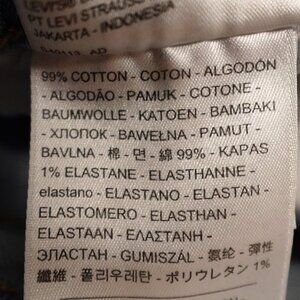 LEVI'S®
PT LEVI STRAUSS
JAKARTA - INDONESIA
99% COTTON - COTON - ALGODÓN
- ALGODÃO - PAMUK - COTONE -
BAUMWOLLE - KATOEN - BAMBAKI
- ХЛОПОК - BAWEŁNA - PAMUT -
BAVLNA - 棉 - 면 - 綿 99% - KAPAS
1% ELASTANE - ELASTHANNE -
elastano - ELASTANO - ELASTAN -
ELASTOMERO - ELASTHAN -
ELASTAAN - ΕΛΑΣΤΑΝΗ -
ЭЛАСТАН - GUMISZÁL - 氨纶 - 彈性
纖維 - 폴리우레탄 - ポリウレタン 1%